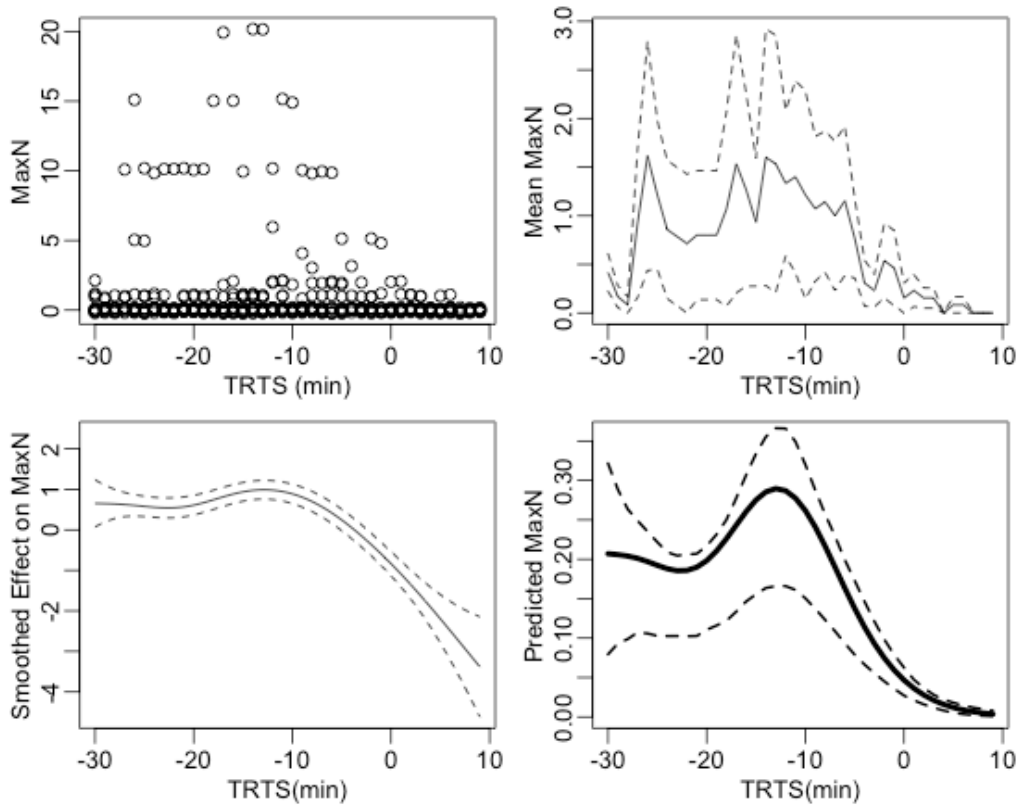 MaxN
20
15
10
5
0
-30 -20 -10 0 10
TRTS (min)
Mean MaxN
3.0
2.0
1.0
0.0
-30 -20 -10 0 10
TRTS(min)
Smoothed Effect on MaxN
2
0
-2
-4
-30 -20 -10 0 10
TRTS(min)
Predicted MaxN
0.30
0.20
0.10
0.00
-30 -20 -10 0 10
TRTS(min)